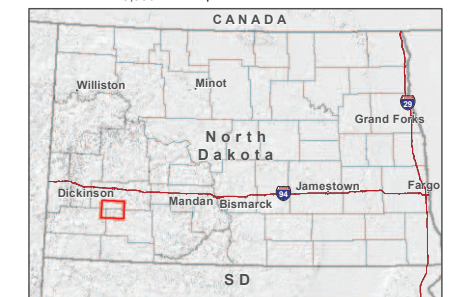 CANADA
Williston
Minot
29
Grand Forks
North
Dakota
Dickinson
Mandan
Bismarck
94
Jamestown
Fargo
SD